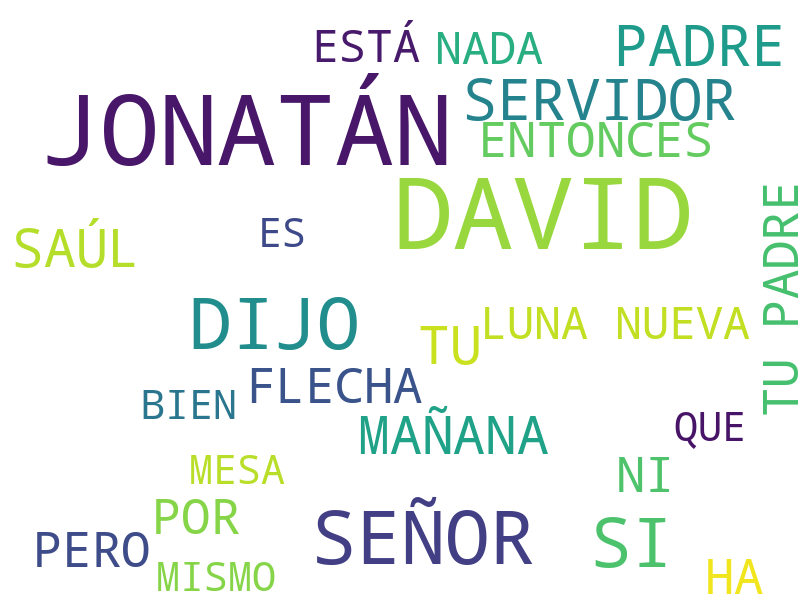 ESTÁ NADA PADRE
JONATÁN SERVIDOR
ENTONCES
DAVID
TU PADRE
SAÚL ES
DIJO
TU LUNA NUEVA
FLECHA
BIEN
MAÑANA QUE
MESA NI
POR
SEÑOR SI
PERO
MISMO HA